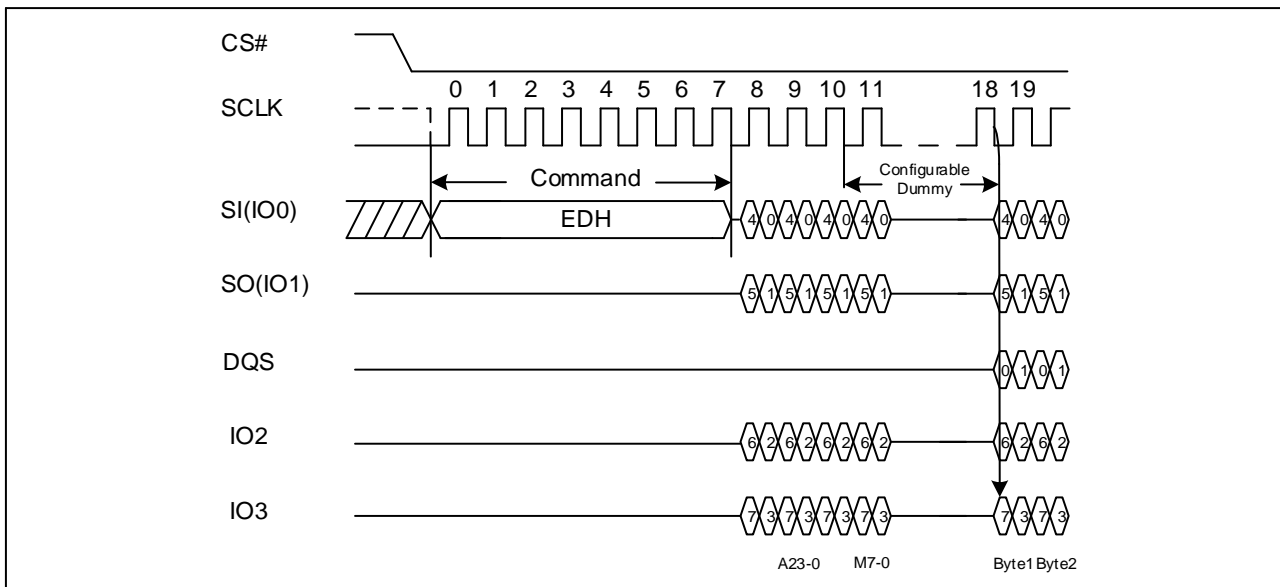 CS#
0 1 2 3 4 5 6 7 8 9 10 11 18 19
SCLK
Command
Configurable
Dummy
SI(IO0)
EDH
4 0 4 0 4 0 4 0 4 0 4 0
SO(IO1)
5 1 5 1 5 1 5 1 5 1 5 1
DQS
0 1 0 1
IO2
6 2 6 2 6 2 6 2 6 2 6 2
IO3
7 3 7 3 7 3 7 3 7 3 7 3
A23-0 M7-0 Byte1 Byte2